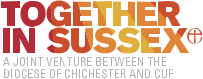 TOGETHER
IN SUSSEX
A JOINT VENTURE BETWEEN THE
DIOCESE OF CHICHESTER AND CUF